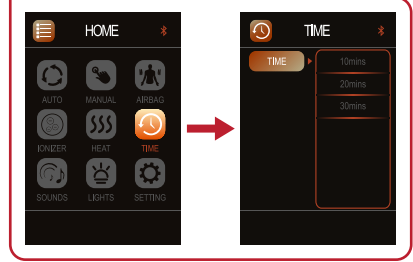 HOME
AUTO MANUAL AIRBAG
IONIZER HEAT TIME
SOUNDS LIGHTS SETTING
TIME
TIME 10mins
20mins
30mins